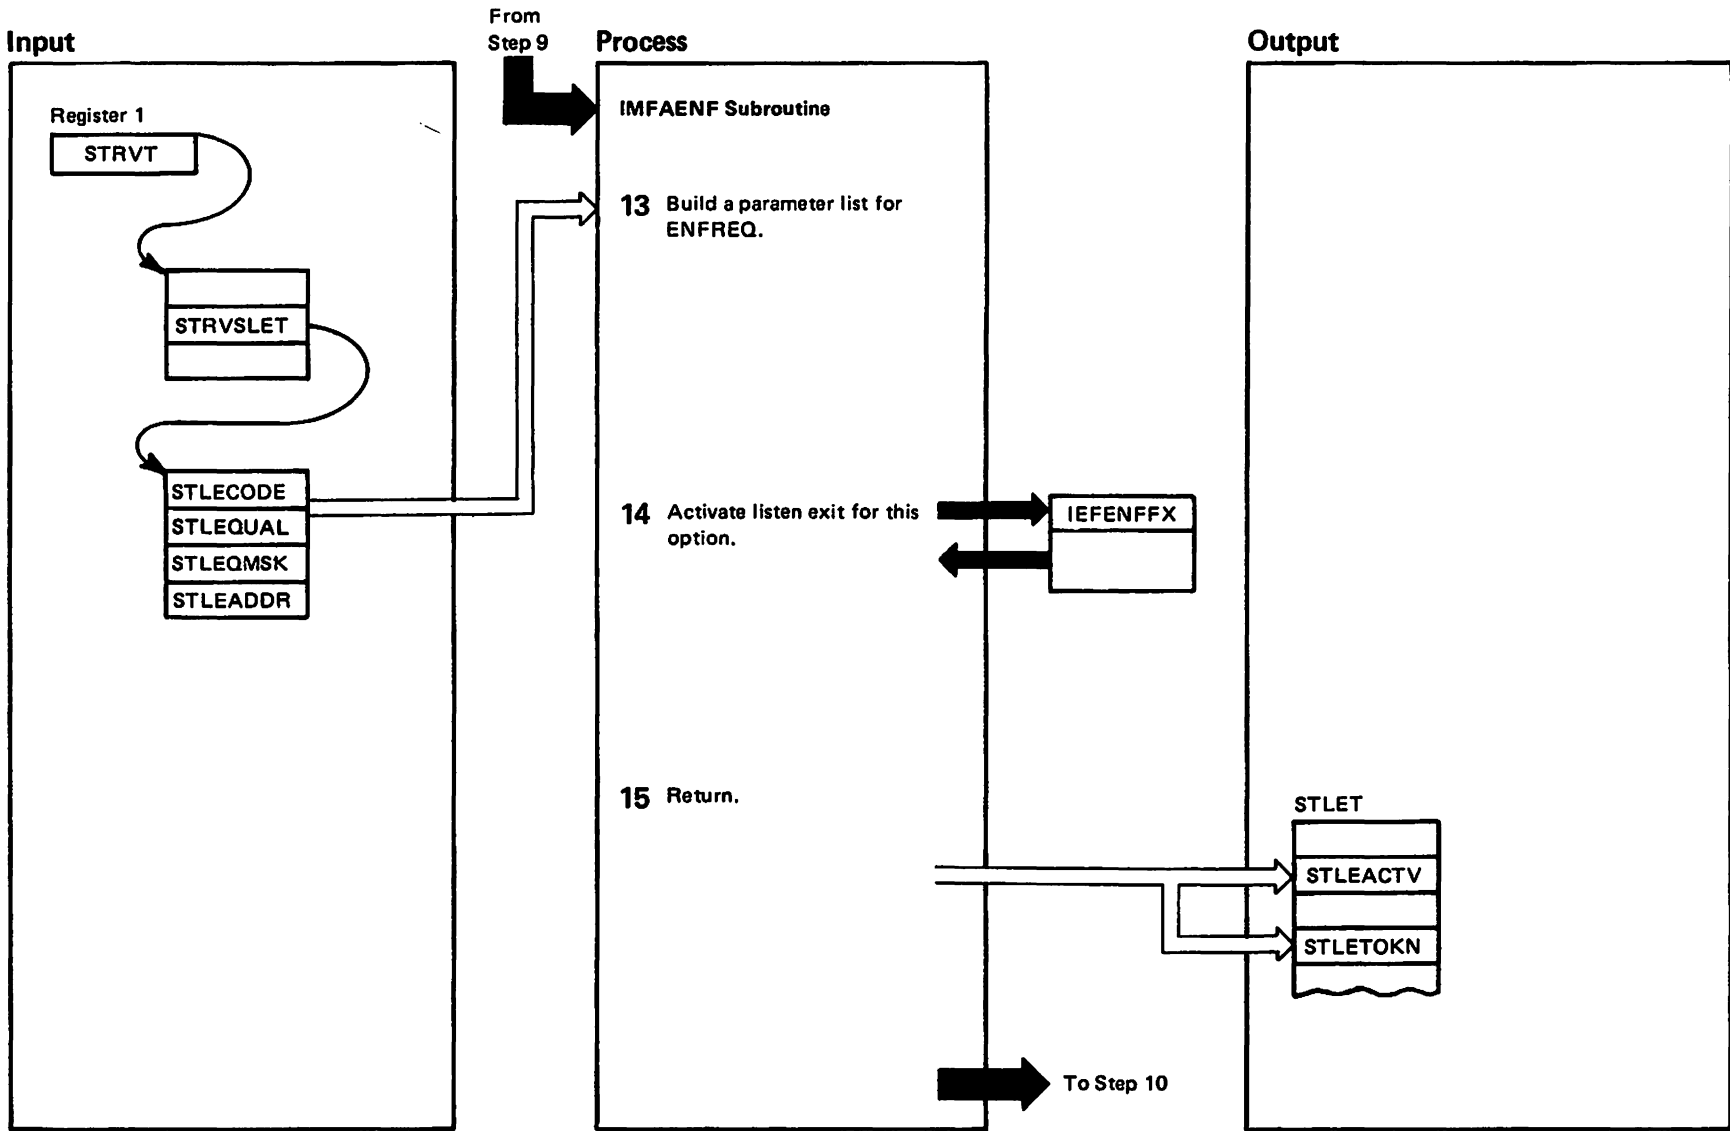 From
Step 9
Input
Process
Output
Register 1
STRVT
STRVSLET
STLECODE
STLEQUAL
STLEQMSK
STLEADDR
IMFAENF Subroutine
13 Build a parameter list for
ENFREQ.
14 Activate listen exit for this
option.
IEFENFFX
15 Return.
STLET
STLEACTV
STLETOKN
To Step 10